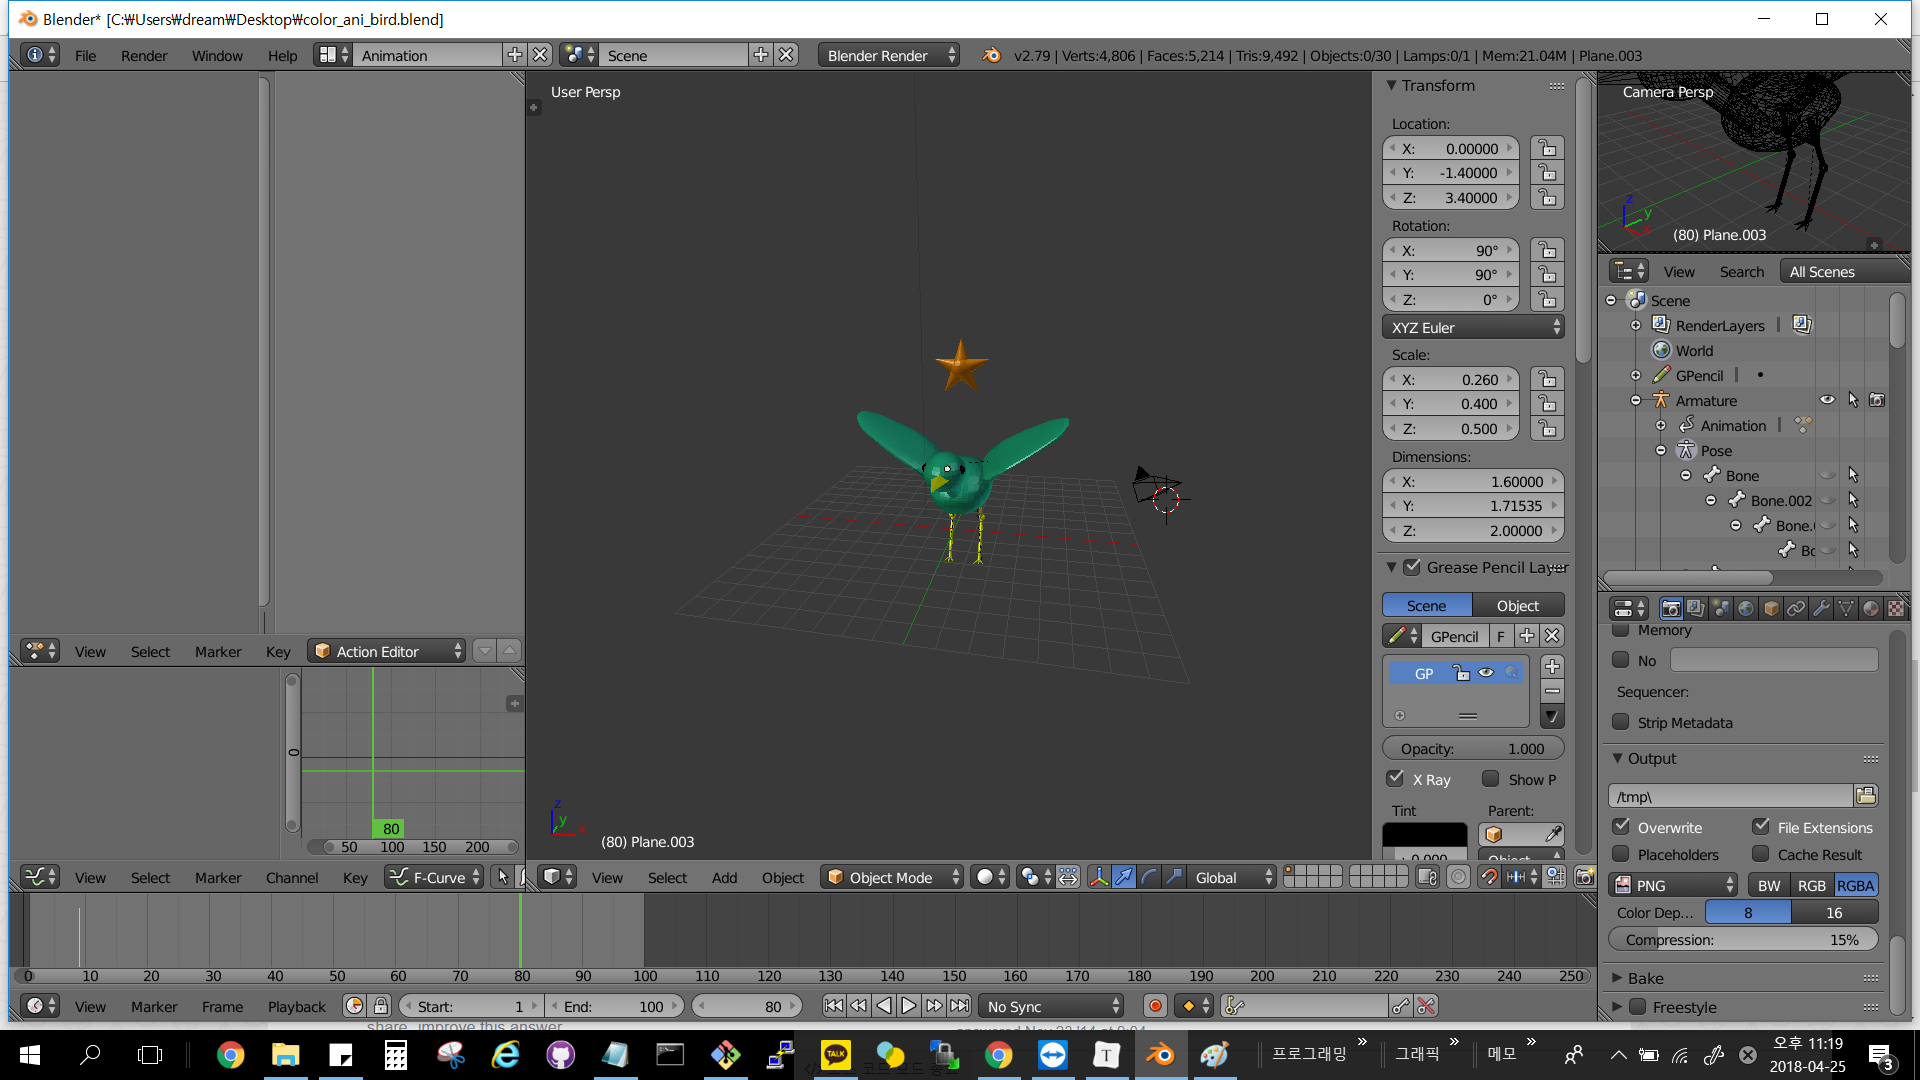 Blender* [C:₩Users₩dream₩Desktop₩color_ani_bird.blend]
File Render Window Help Animation Scene Blender Render v2.79 | Verts:4,806 | Faces:5,214 | Tris:9,492 | Objects:0/30 | Lamps:0/1 | Mem:21.04M | Plane.003
User Persp
(80) Plane.003
Transform
Location:
X: 0.00000
Y: -1.40000
Z: 3.40000
Rotation:
X: 90°
Y: 90°
Z: 0°
XYZ Euler
Scale:
X: 0.260
Y: 0.400
Z: 0.500
Dimensions:
X: 1.60000
Y: 1.71535
Z: 2.00000
Grease Pencil Layer
Scene Object
GPencil F
GP
Opacity: 1.000
X Ray Show P
Tint Parent:
0.000 Object
Camera Persp
z
y
x
(80) Plane.003
View Search All Scenes
Scene
RenderLayers |
World
GPencil |
Armature
Animation |
Pose
Bone
Bone.002
Bone.
Bo
Memory
No
Sequencer:
Strip Metadata
Output
/tmp\
Overwrite File Extensions
Placeholders Cache Result
PNG BW RGB RGBA
Color Dep... 8 16
Compression: 15%
Bake
Freestyle
View Select Marker Key Action Editor
0
80
50 100 150 200
View Select Marker Channel Key F-Curve
z
y
x
View Select Add Object Object Mode Global
0 10 20 30 40 50 60 70 80 90 100 110 120 130 140 150 160 170 180 190 200 210 220 230 240 250
View Marker Frame Playback Start: 1 End: 100 80 No Sync
share improve this answer
TALK
T
프로그래밍 » 그래픽 » 메모 »
오후 11:19
2018-04-25
3